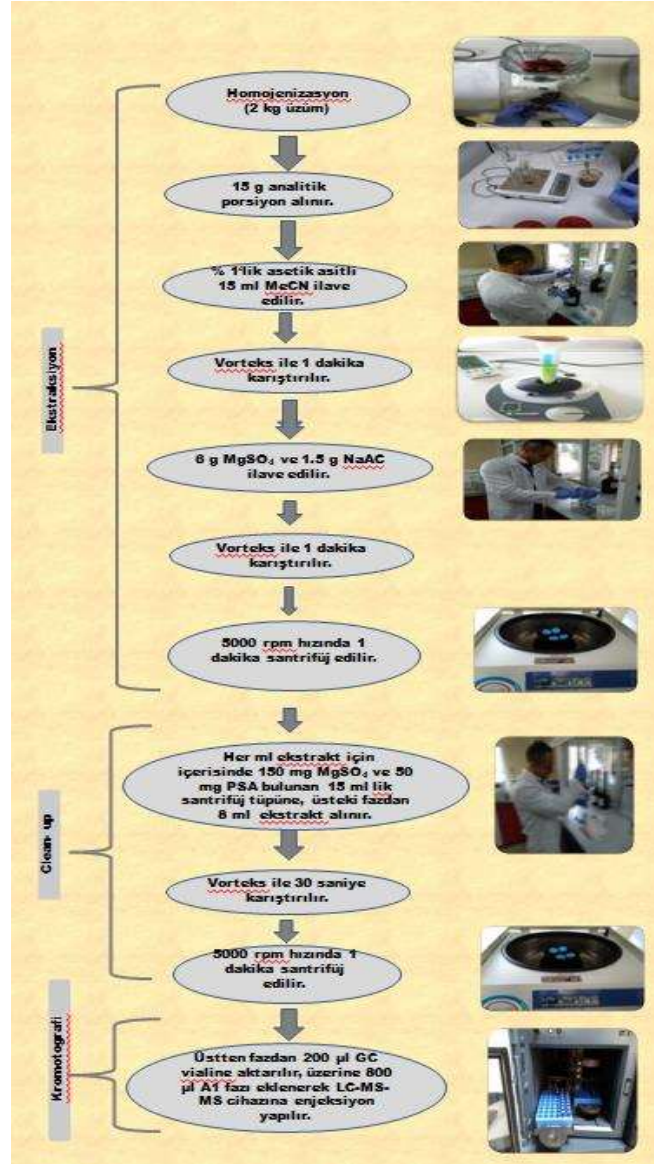 Homojenizasyon
(2 kg üzüm)
15 g analitik
porsiyon alınır.
% 1'lik asetik asitli
15 ml MeCN ilave
edilir.
Vorteks ile 1 dakika
karıştırılır.
6 g MgSO₄ ve 1.5 g NaAC
ilave edilir.
Vorteks ile 1 dakika
karıştırılır.
5000 rpm hızında 1
dakika santrifüj edilir.
Ekstraksiyon
Her ml ekstrakt için
içerisinde 150 mg MgSO₄ ve 50
mg PSA bulunan 15 ml lik
santrifüj tüpüne, üsteki fazdan
8 ml ekstrakt alınır.
Vorteks ile 30 saniye
karıştırılır.
5000 rpm hızında 1
dakika santrifüj
edilir.
Clean- up
Üstten fazdan 200 µl GC
vialine aktarılır, üzerine 800
µl A1 fazı eklenerek LC-MS-
MS cihazına enjeksiyon
yapılır.
Kromotografi